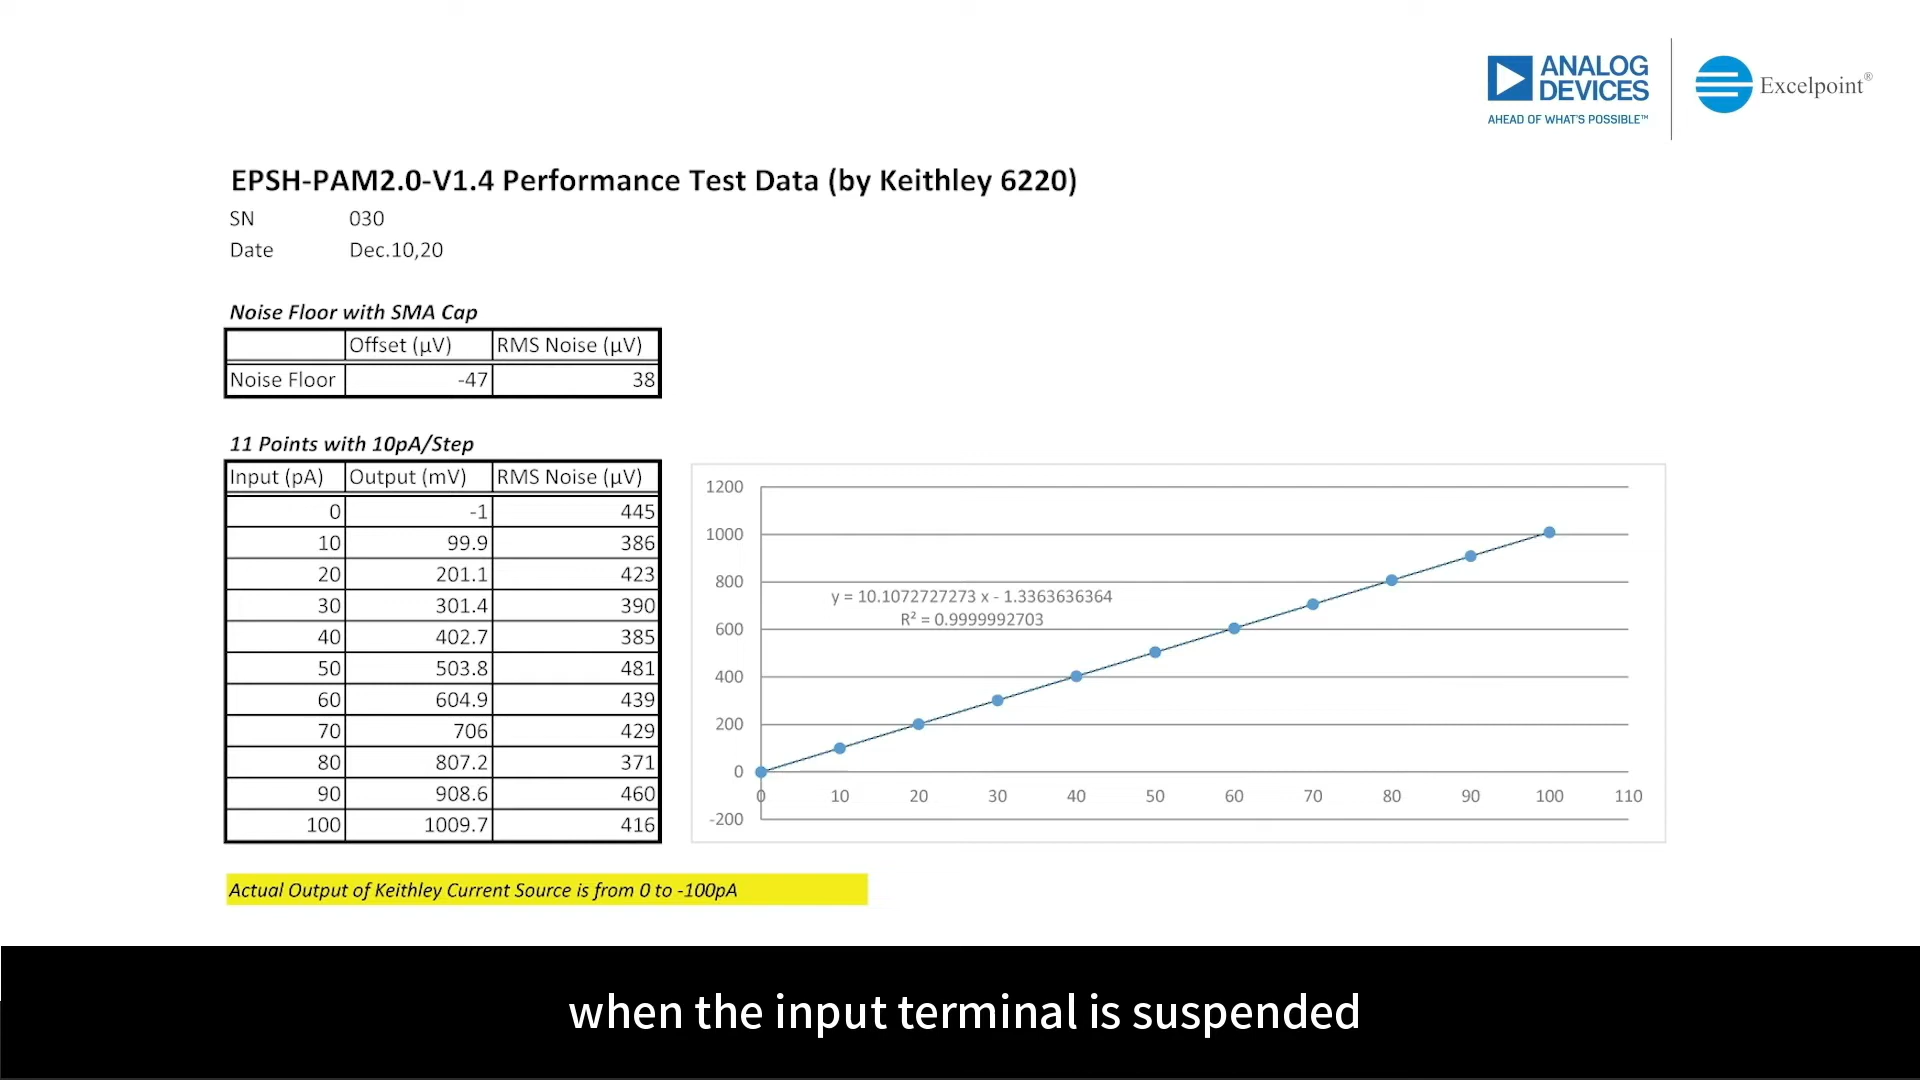 ANALOG
DEVICES
AHEAD OF WHAT'S POSSIBLE™
Excelpoint®
EPSH-PAM2.0-V1.4 Performance Test Data (by Keithley 6220)
SN 030
Date Dec.10,20
Noise Floor with SMA Cap
Offset (µV) RMS Noise (µV)
Noise Floor -47 38
11 Points with 10pA/Step
Input (pA) Output (mV) RMS Noise (µV)
0 -1 445
10 99.9 386
20 201.1 423
30 301.4 390
40 402.7 385
50 503.8 481
60 604.9 439
70 706 429
80 807.2 371
90 908.6 460
100 1009.7 416
1200
1000
800
600
400
200
0
-200
y = 10.1072727273 x - 1.3363636364
R² = 0.9999992703
0 10 20 30 40 50 60 70 80 90 100 110
Actual Output of Keithley Current Source is from 0 to -100pA
when the input terminal is suspended